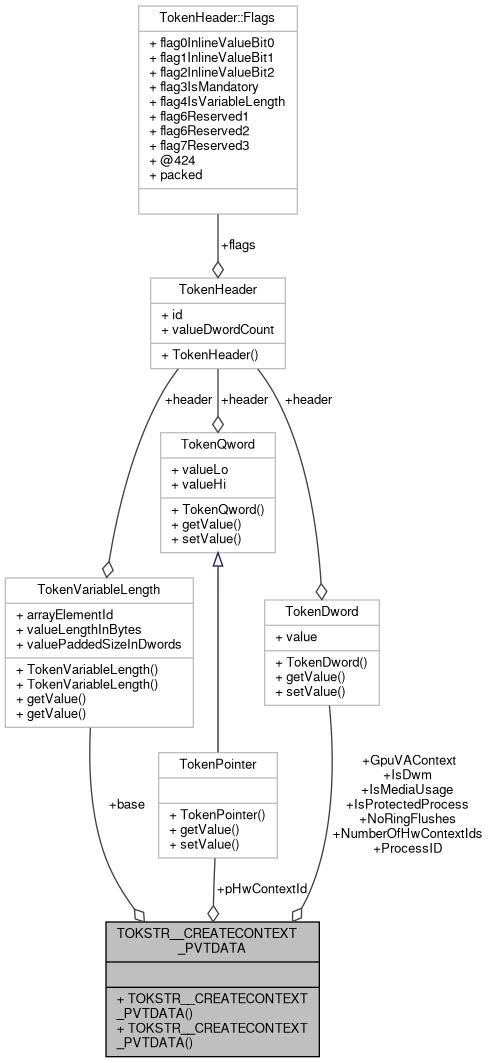 TokenHeader::Flags
+ flag0InlineValueBit0
+ flag1InlineValueBit1
+ flag2InlineValueBit2
+ flag3IsMandatory
+ flag4IsVariableLength
+ flag6Reserved1
+ flag6Reserved2
+ flag7Reserved3
+ @424
+ packed
+flags
TokenHeader
+ id
+ valueDwordCount
+ TokenHeader()
+header
+header
+header
TokenQword
+ valueLo
+ valueHi
+ TokenQword()
+ getValue()
+ setValue()
TokenVariableLength
+ arrayElementId
+ valueLengthInBytes
+ valuePaddedSizeInDwords
+ TokenVariableLength()
+ TokenVariableLength()
+ getValue()
+ getValue()
TokenDword
+ value
+ TokenDword()
+ getValue()
+ setValue()
TokenPointer
+ TokenPointer()
+ getValue()
+ setValue()
+base
+GpuVAContext
+IsDwm
+IsMediaUsage
+IsProtectedProcess
+NoRingFlushes
+NumberOfHwContextIds
+ProcessID
+pHwContextId
TOKSTR__CREATECONTEXT
_PVTDATA
+ TOKSTR__CREATECONTEXT
_PVTDATA()
+ TOKSTR__CREATECONTEXT
_PVTDATA()